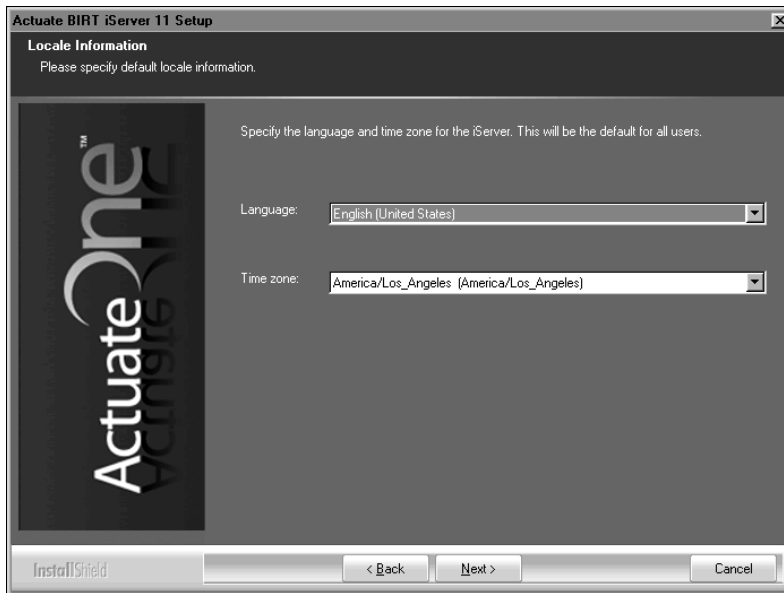 Actuate BIRT iServer 11 Setup
Locale Information
Please specify default locale information.
ActuateOne™
Specify the language and time zone for the iServer. This will be the default for all users.
Language:
English (United States)
Time zone:
America/Los_Angeles (America/Los_Angeles)
InstallShield
< Back
Next >
Cancel